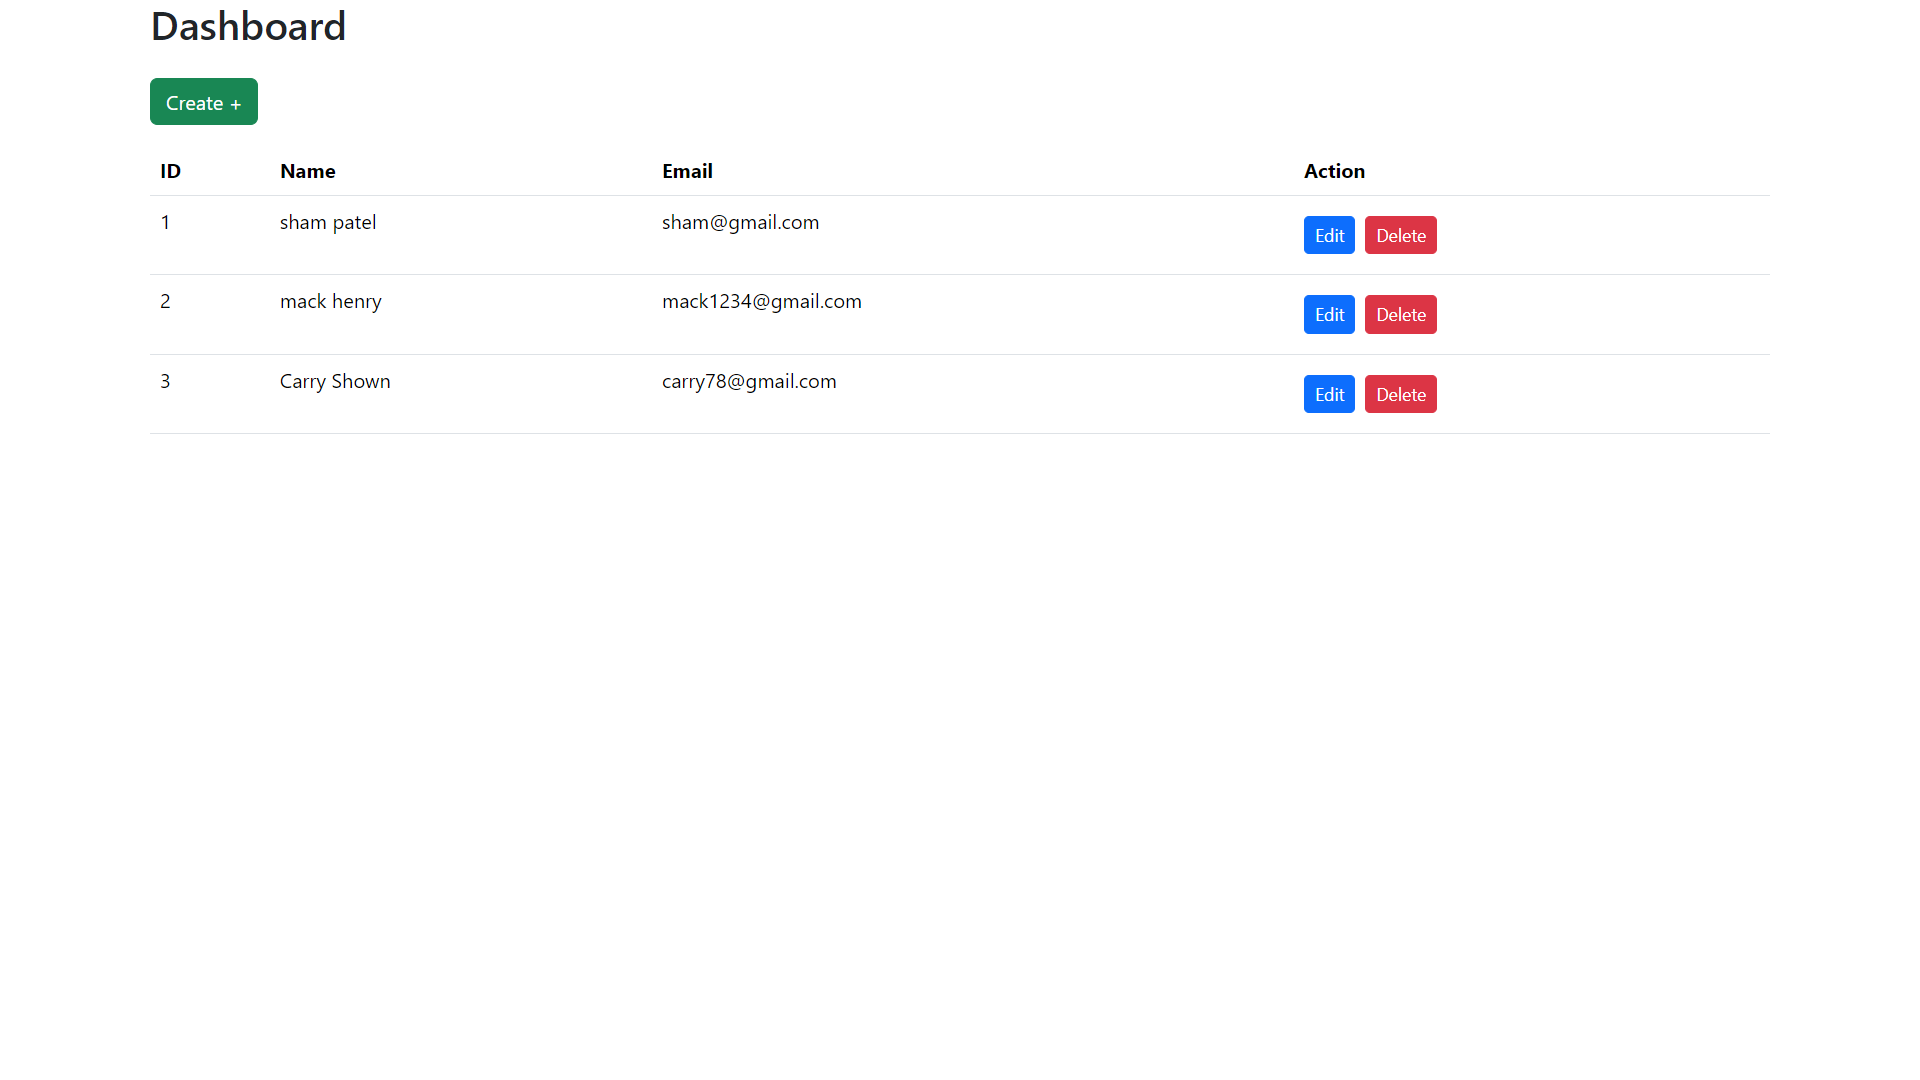 Dashboard
Create +
ID Name Email Action
1 sham patel sham@gmail.com Edit Delete
2 mack henry mack1234@gmail.com Edit Delete
3 Carry Shown carry78@gmail.com Edit Delete